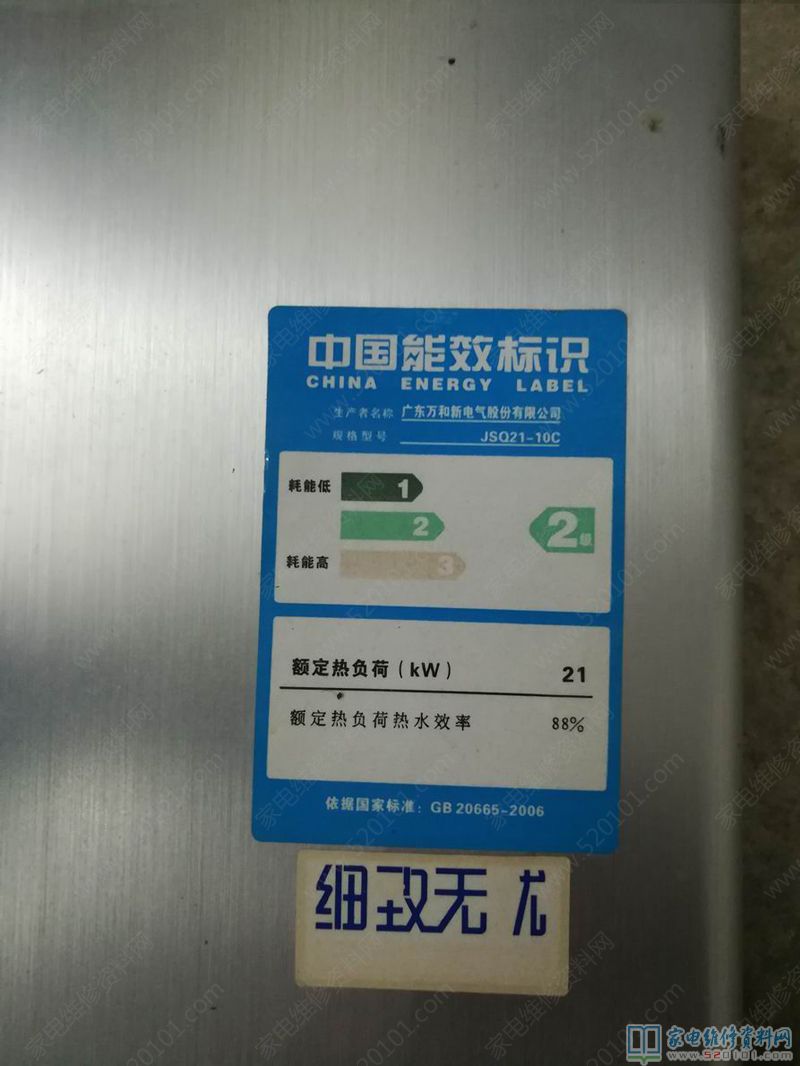 中国能效标识
CHINA ENERGY LABEL
生产者名称 广东万和新电气股份有限公司
规格型号 JSQ21-10C
耗能低 1
2 2级
耗能高 3
额定热负荷(kW) 21
额定热负荷热水效率 88%
依据国家标准: GB 20665-2006
细致无尤
家电维修资料网
www.520101.com